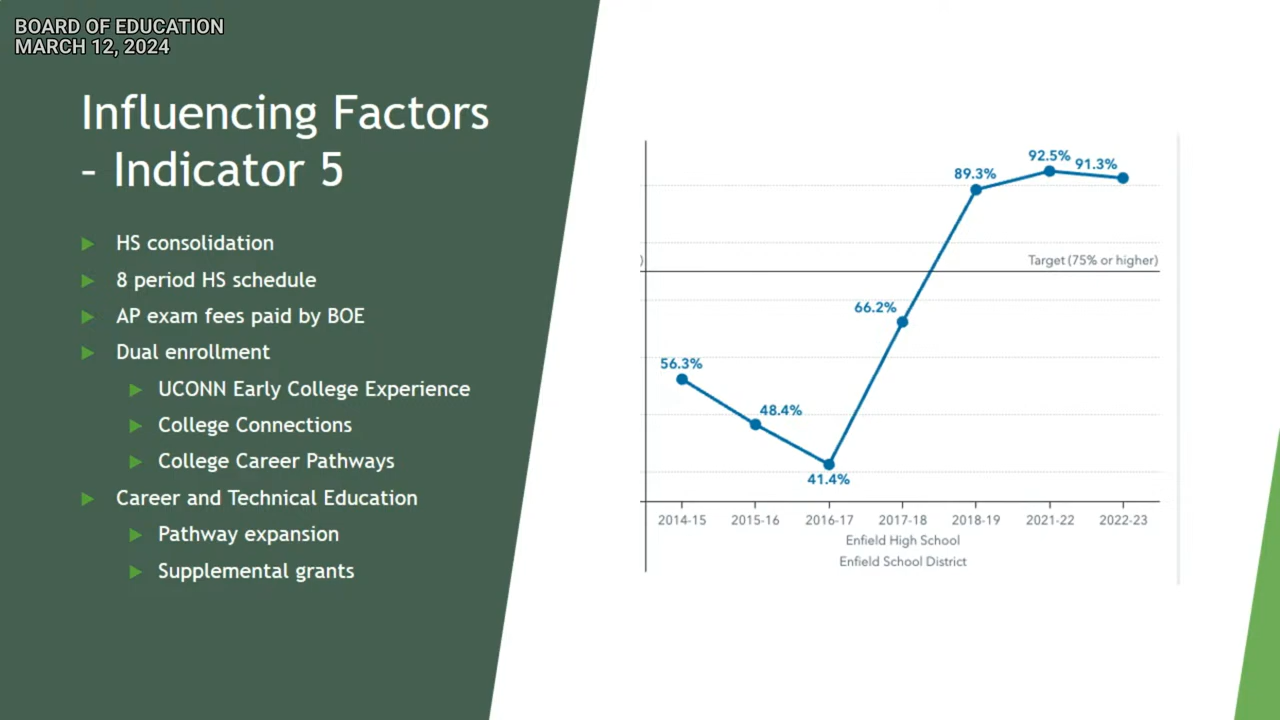 BOARD OF EDUCATION
MARCH 12, 2024
Influencing Factors
- Indicator 5
HS consolidation
8 period HS schedule
AP exam fees paid by BOE
Dual enrollment
UCONN Early College Experience
College Connections
College Career Pathways
Career and Technical Education
Pathway expansion
Supplemental grants
)
Target (75% or higher)
56.3%
48.4%
41.4%
66.2%
89.3%
92.5%
91.3%
2014-15 2015-16 2016-17 2017-18 2018-19 2021-22 2022-23
Enfield High School
Enfield School District